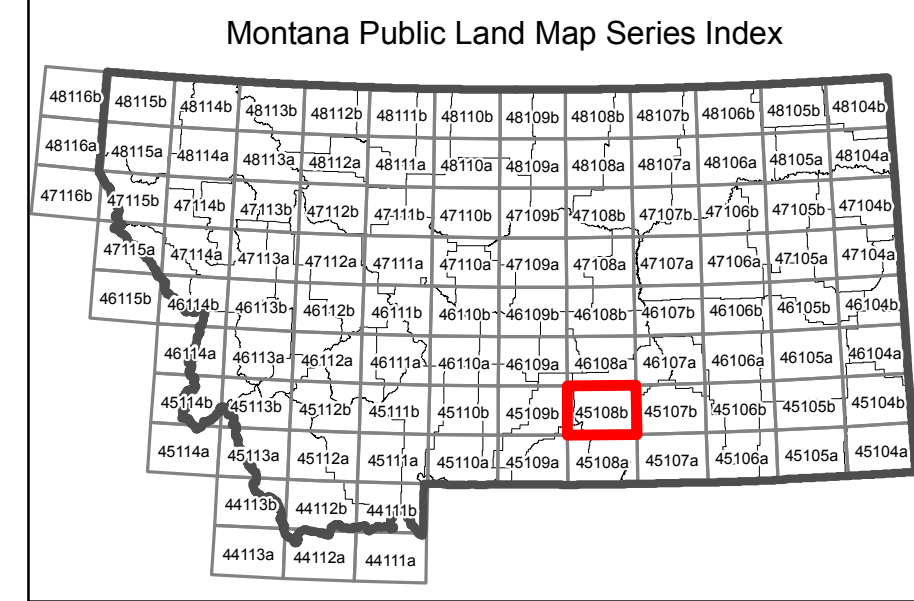 Montana Public Land Map Series Index
48116b 48115b 48114b 48113b 48112b 48111b 48110b 48109b 48108b 48107b 48106b 48105b 48104b
48116a 48115a 48114a 48113a 48112a 48111a 48110a 48109a 48108a 48107a 48106a 48105a 48104a
47116b 47115b 47114b 47113b 47112b 47111b 47110b 47109b 47108b 47107b 47106b 47105b 47104b
47115a 47114a 47113a 47112a 47111a 47110a 47109a 47108a 47107a 47106a 47105a 47104a
46115b 46114b 46113b 46112b 46111b 46110b 46109b 46108b 46107b 46106b 46105b 46104b
46114a 46113a 46112a 46111a 46110a 46109a 46108a 46107a 46106a 46105a 46104a
45114b 45113b 45112b 45111b 45110b 45109b 45108b 45107b 45106b 45105b 45104b
45114a 45113a 45112a 45111a 45110a 45109a 45108a 45107a 45106a 45105a 45104a
44113b 44112b 44111b
44113a 44112a 44111a